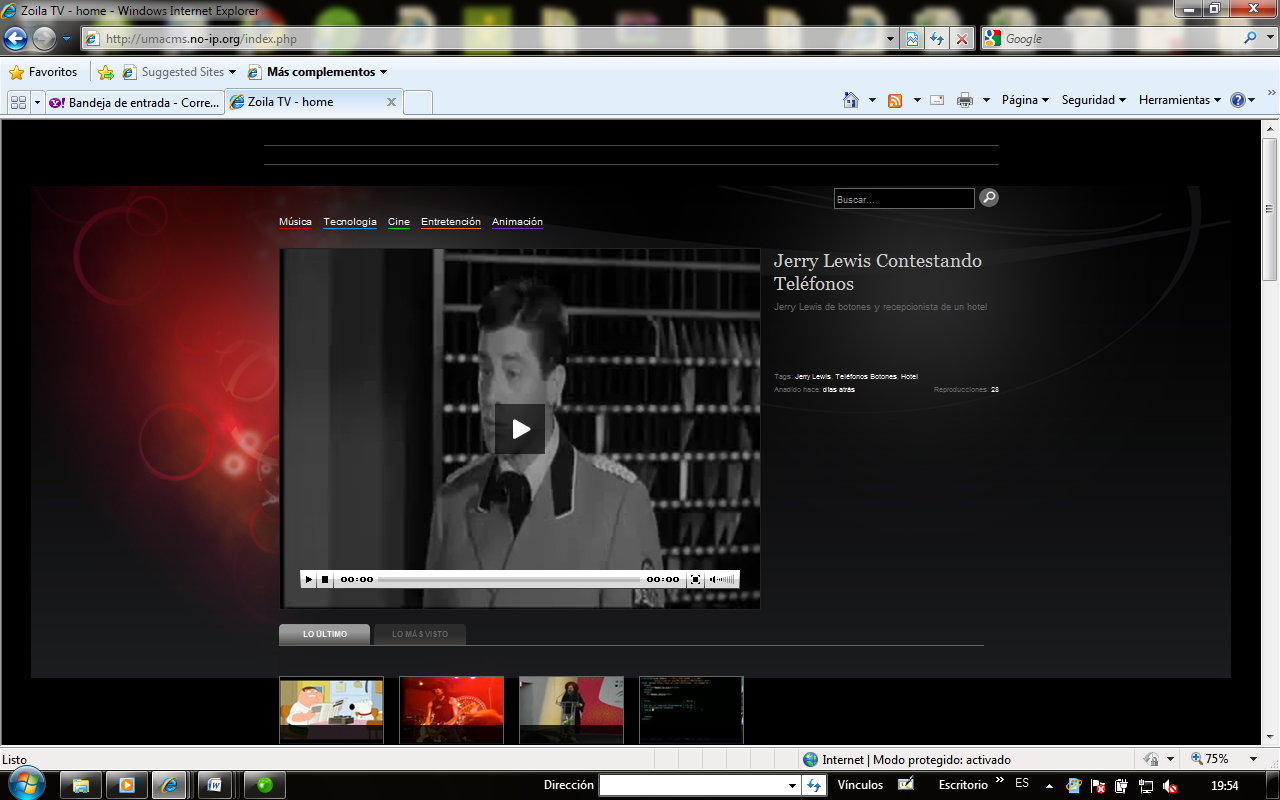 Zoila TV - home - Windows Internet Explorer
http://umacms.no-ip.org/index.php
Google
Favoritos
Suggested Sites
Más complementos
Bandeja de entrada - Corre...
Zoila TV - home
Página
Seguridad
Herramientas
Buscar...
Música Tecnologia Cine Entretención Animación
Jerry Lewis Contestando
Teléfonos
Jerry Lewis de botones y recepcionista de un hotel
Tags: Jerry Lewis, Teléfonos Botones, Hotel
Anadido hace: días atrás Reproducciones: 28
00:00 00:00
LO ÚLTIMO LO MÁS VISTO
Listo
Internet | Modo protegido: activado
75%
Dirección
Vínculos
Escritorio
ES
19:54